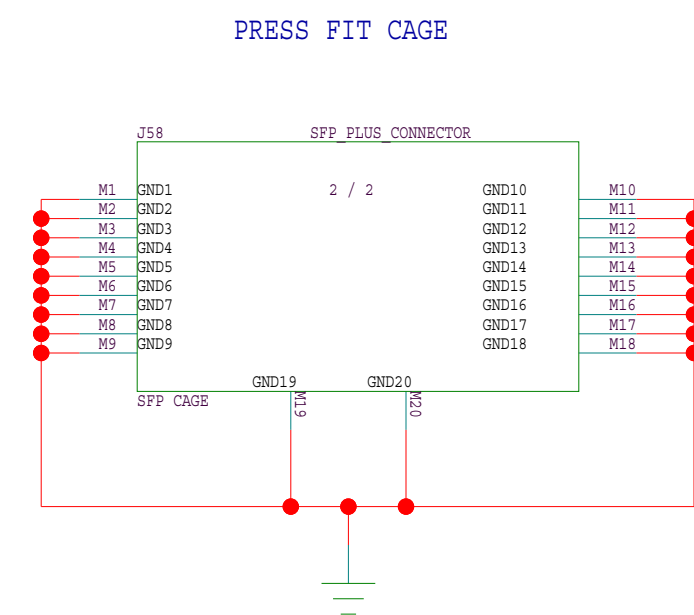 PRESS FIT CAGE
J58 SFP_PLUS_CONNECTOR
M1 GND1 2 / 2 GND10 M10
M2 GND2 GND11 M11
M3 GND3 GND12 M12
M4 GND4 GND13 M13
M5 GND5 GND14 M14
M6 GND6 GND15 M15
M7 GND7 GND16 M16
M8 GND8 GND17 M17
M9 GND9 GND18 M18
GND19 GND20
SFP CAGE M19 M20